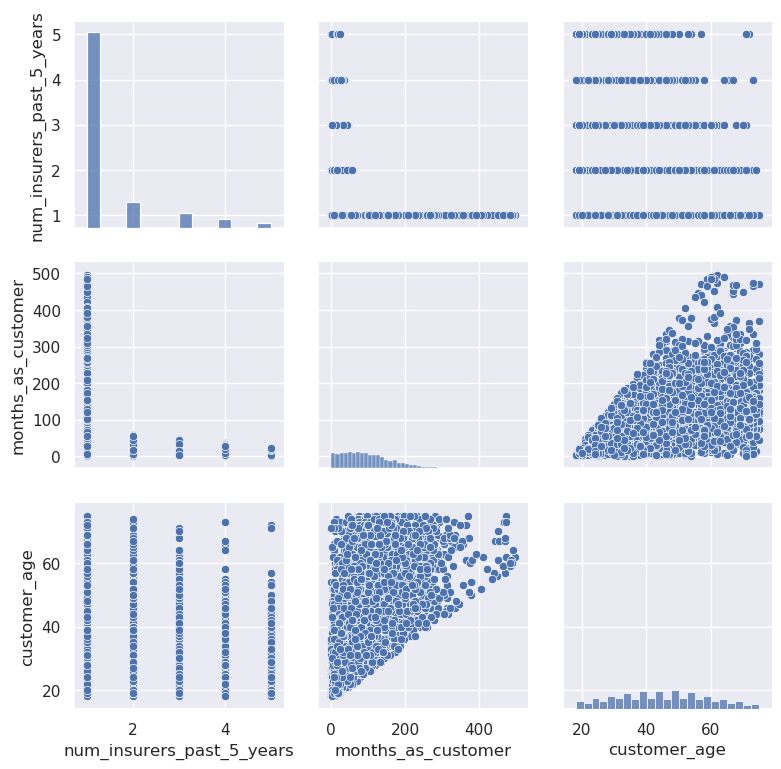 num_insurers_past_5_years
5
4
3
2
1
months_as_customer
500
400
300
200
100
0
customer_age
60
40
20
2 4
0 200 400
20 40 60
num_insurers_past_5_years
months_as_customer
customer_age